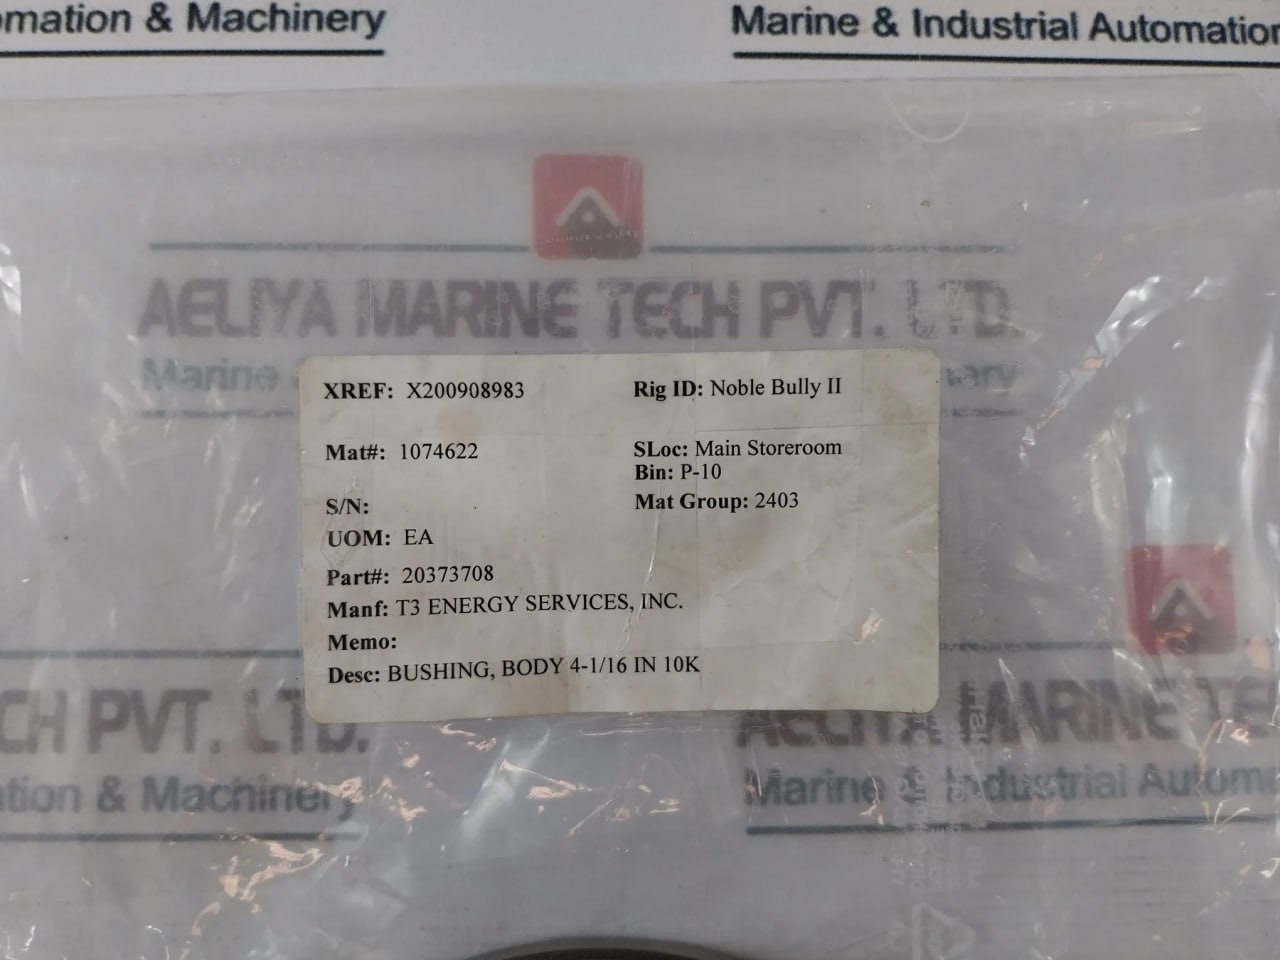 mation & Machinery
Marine & Industrial Automation
AELIYA MARINE TECH PVT. LTD.
Marine
XREF: X200908983
Rig ID: Noble Bully II
Mat#: 1074622
SLoc: Main Storeroom
Bin: P-10
S/N:
Mat Group: 2403
UOM: EA
Part#: 20373708
Manf: T3 ENERGY SERVICES, INC.
Memo:
Desc: BUSHING, BODY 4-1/16 IN 10K
CH PVT. LTD.
ation & Machinery
AELIYA MARINE TE
Marine & Industrial Automa